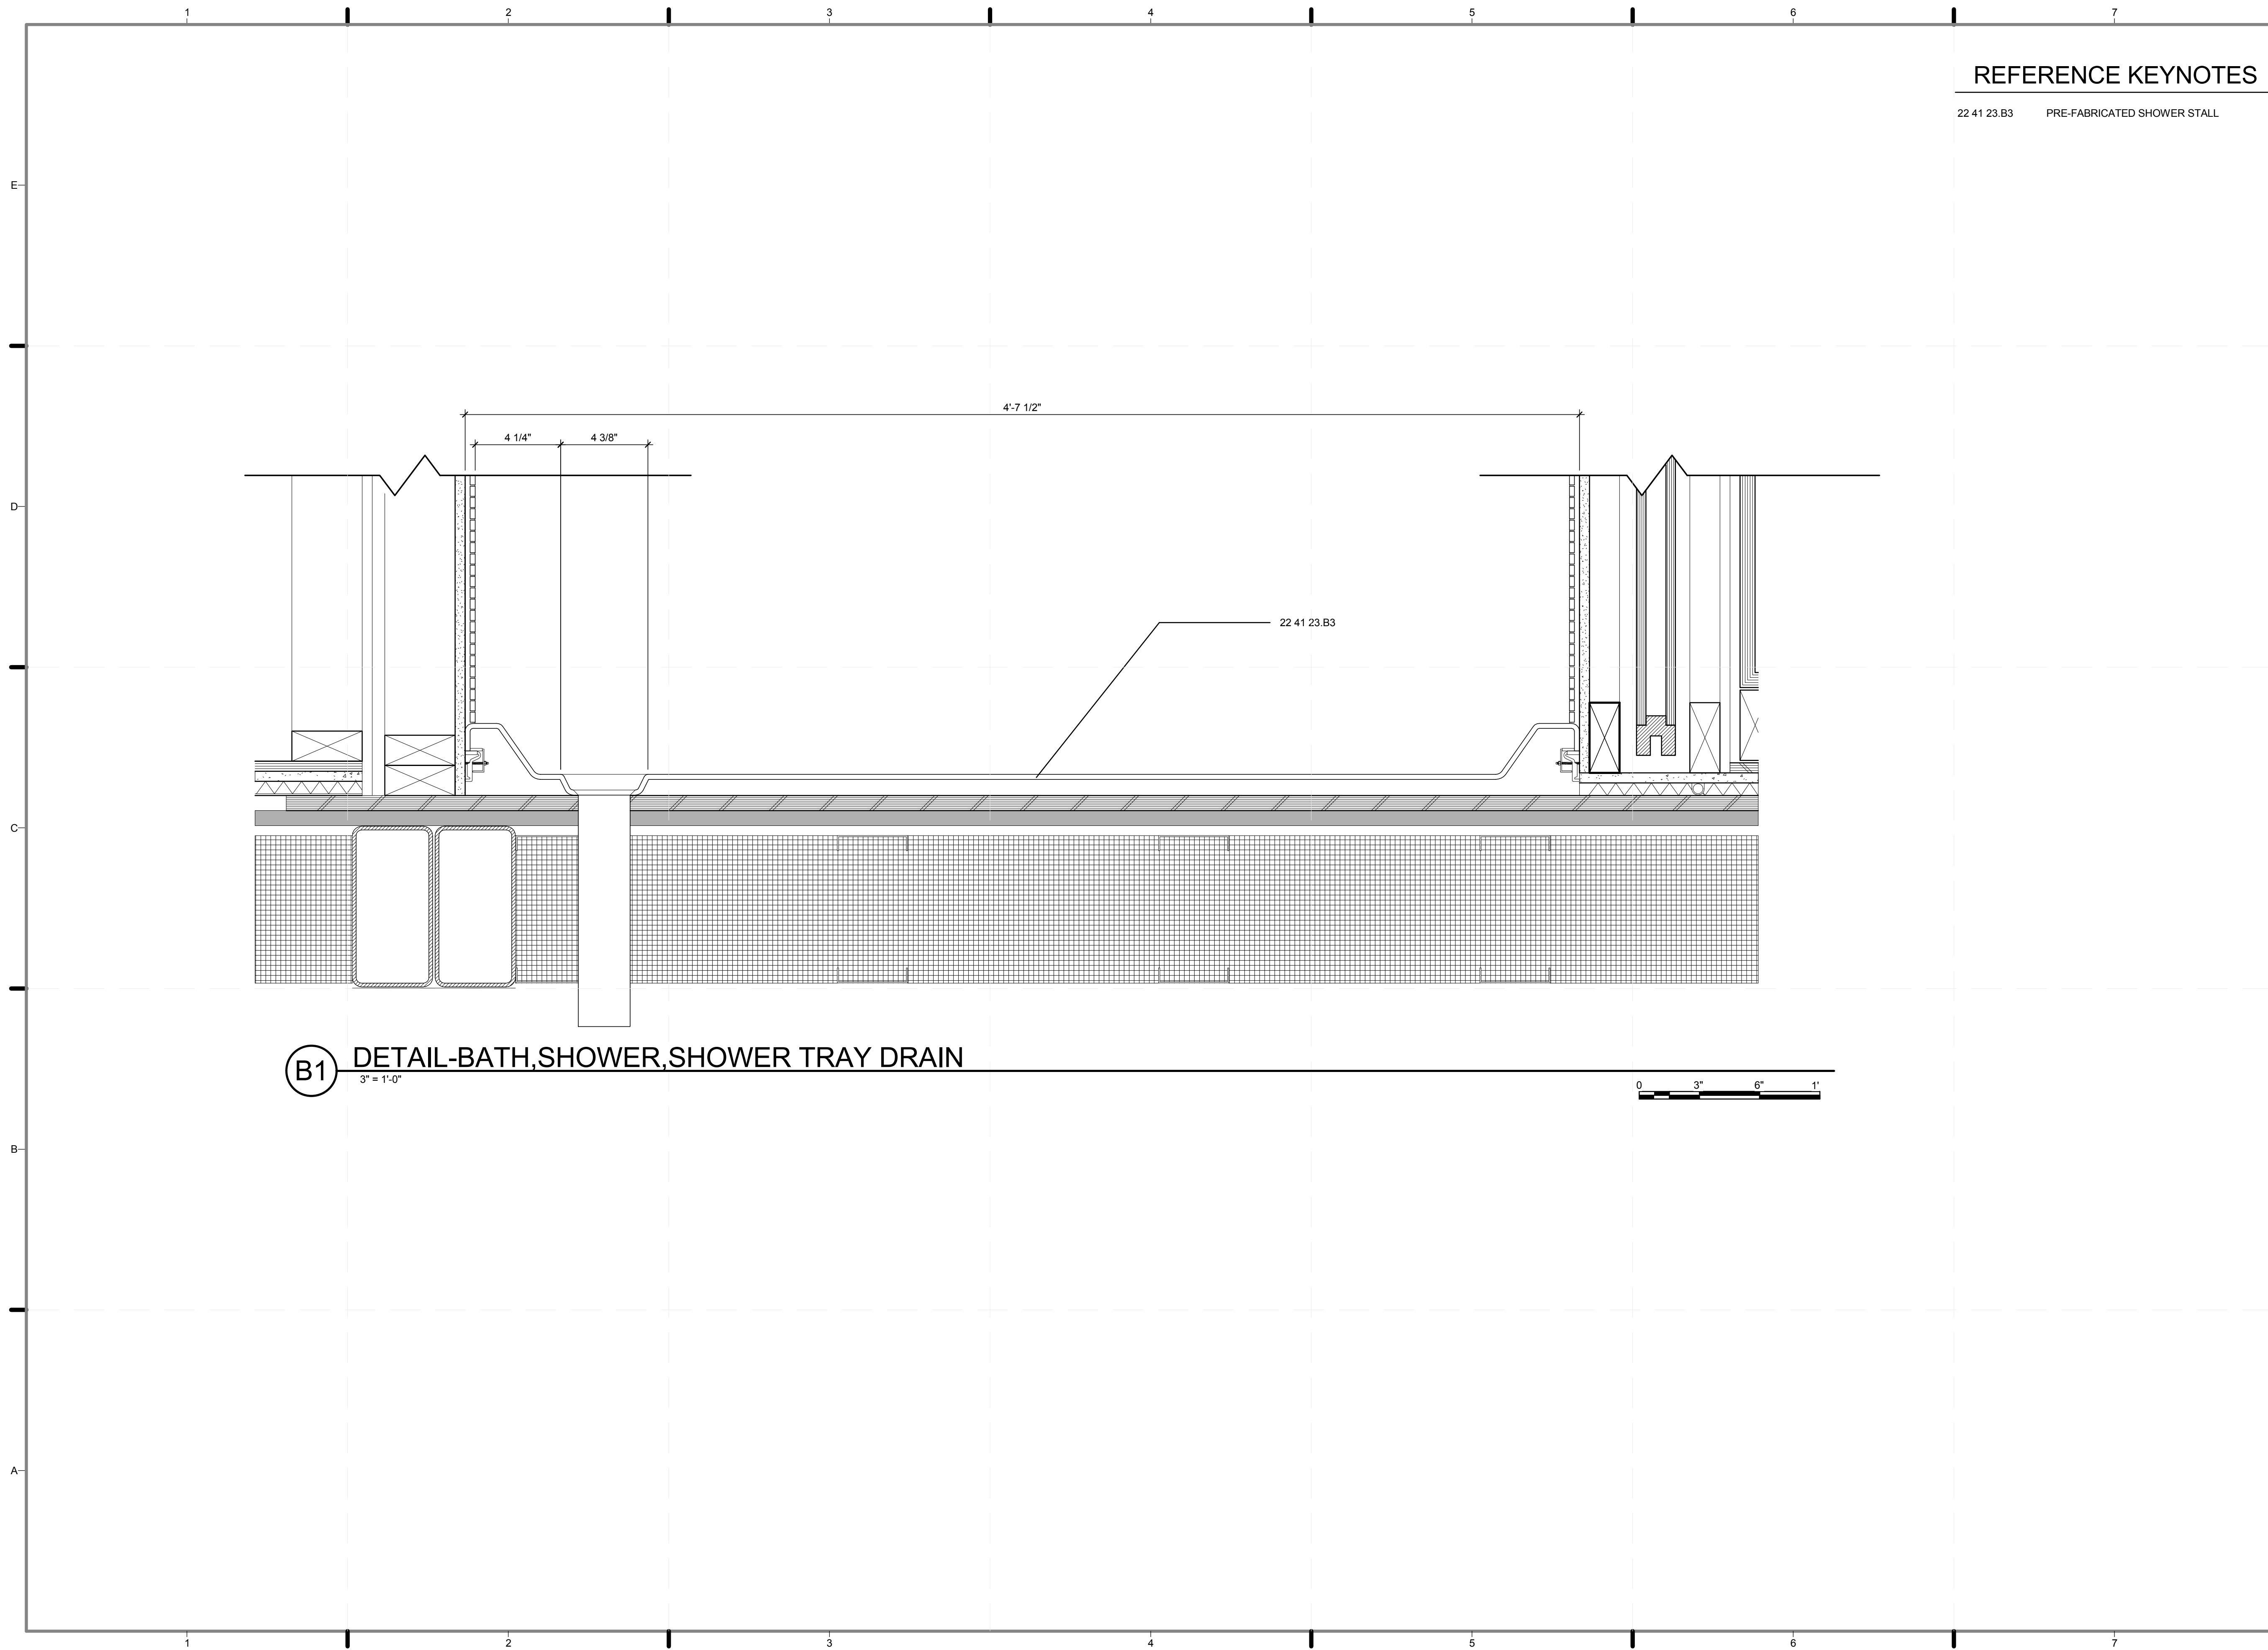 1 2 3 4 5 6 7
REFERENCE KEYNOTES
22 41 23.B3 PRE-FABRICATED SHOWER STALL
E
4'-7 1/2"
4 1/4" 4 3/8"
D
22 41 23.B3
C
B1 DETAIL-BATH,SHOWER,SHOWER TRAY DRAIN
3" = 1'-0"
0 3" 6" 1'
B
A
1 2 3 4 5 6 7